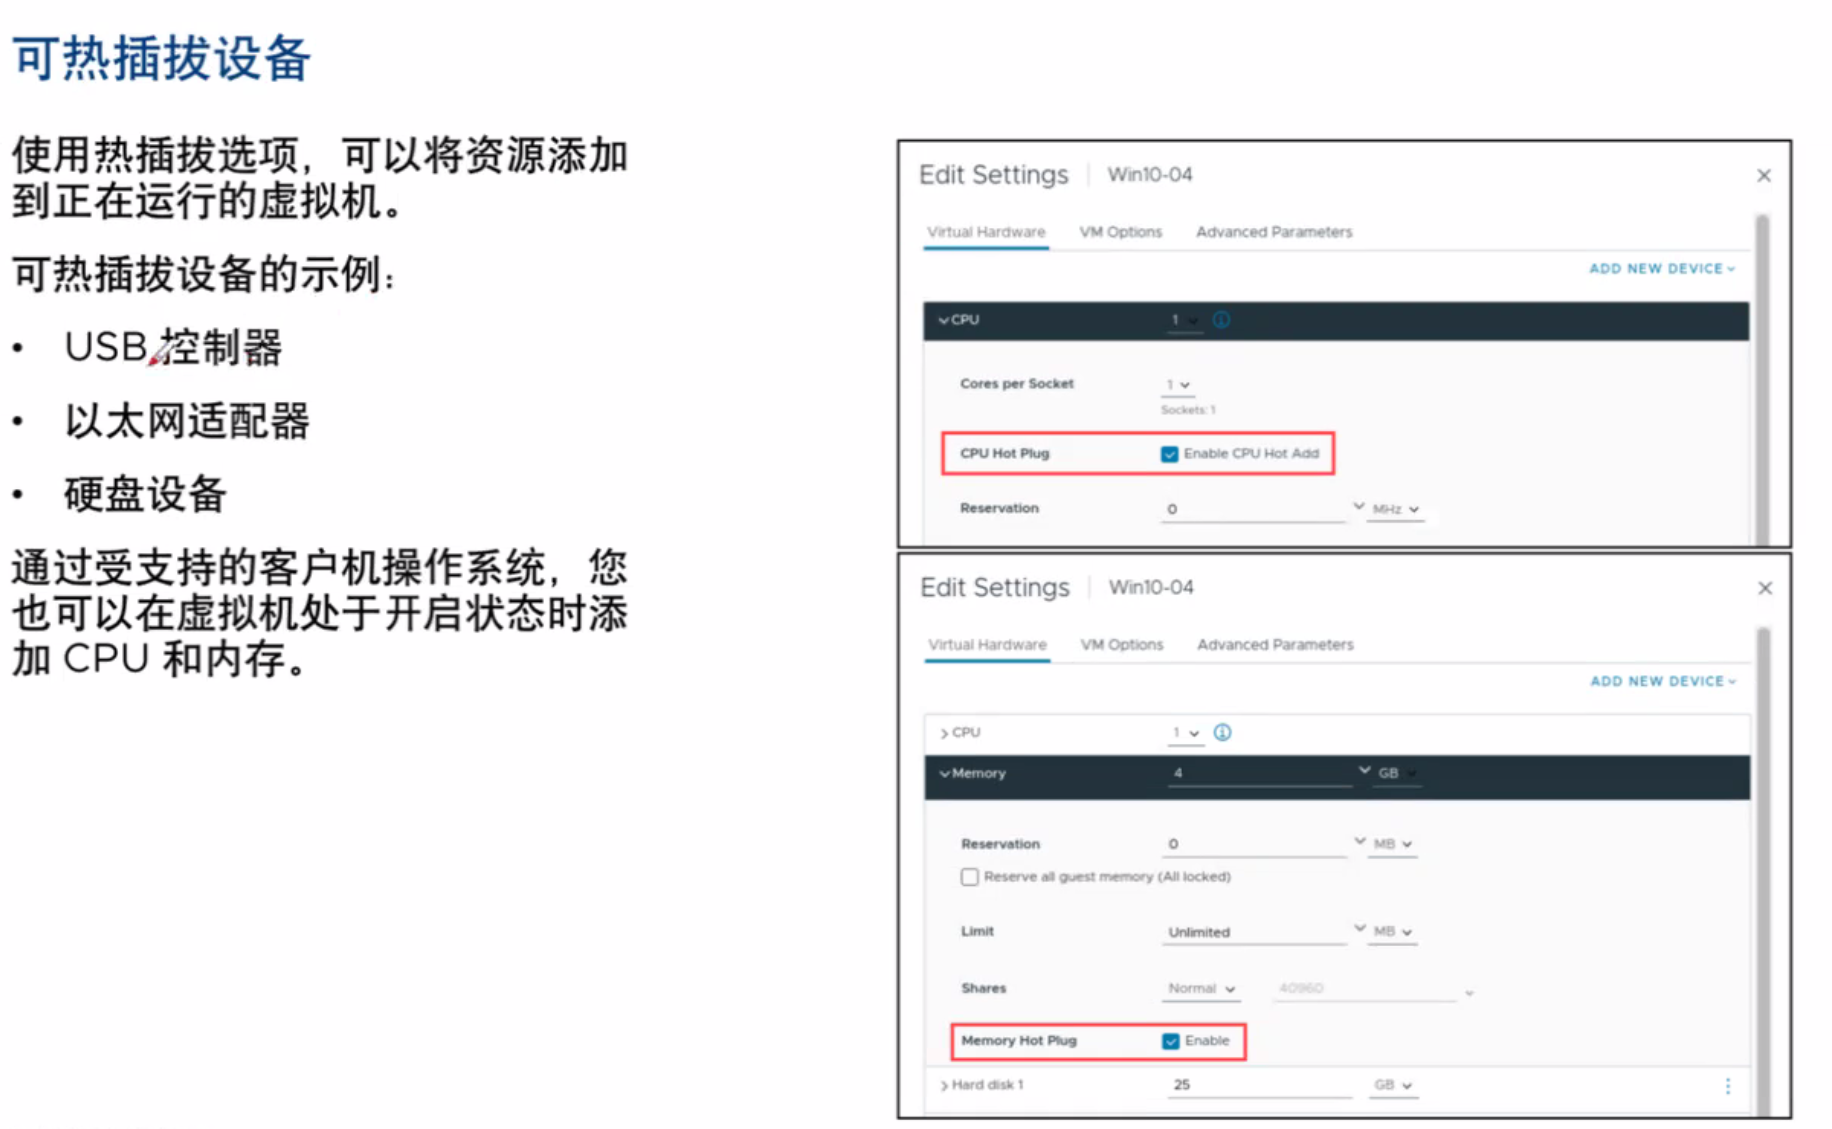 可热插拔设备
使用热插拔选项，可以将资源添加
到正在运行的虚拟机。
可热插拔设备的示例：
• USB 控制器
• 以太网适配器
• 硬盘设备
通过受支持的客户机操作系统，您
也可以在虚拟机处于开启状态时添
加 CPU 和内存。
Edit Settings | Win10-04
Virtual Hardware VM Options Advanced Parameters
ADD NEW DEVICE
CPU 1
Cores per Socket 1
Sockets: 1
CPU Hot Plug Enable CPU Hot Add
Reservation 0 MHz
Edit Settings | Win10-04
Virtual Hardware VM Options Advanced Parameters
ADD NEW DEVICE
CPU 1
Memory 4 GB
Reservation 0 MB
Reserve all guest memory (All locked)
Limit Unlimited MB
Shares Normal 40960
Memory Hot Plug Enable
Hard disk 1 25 GB